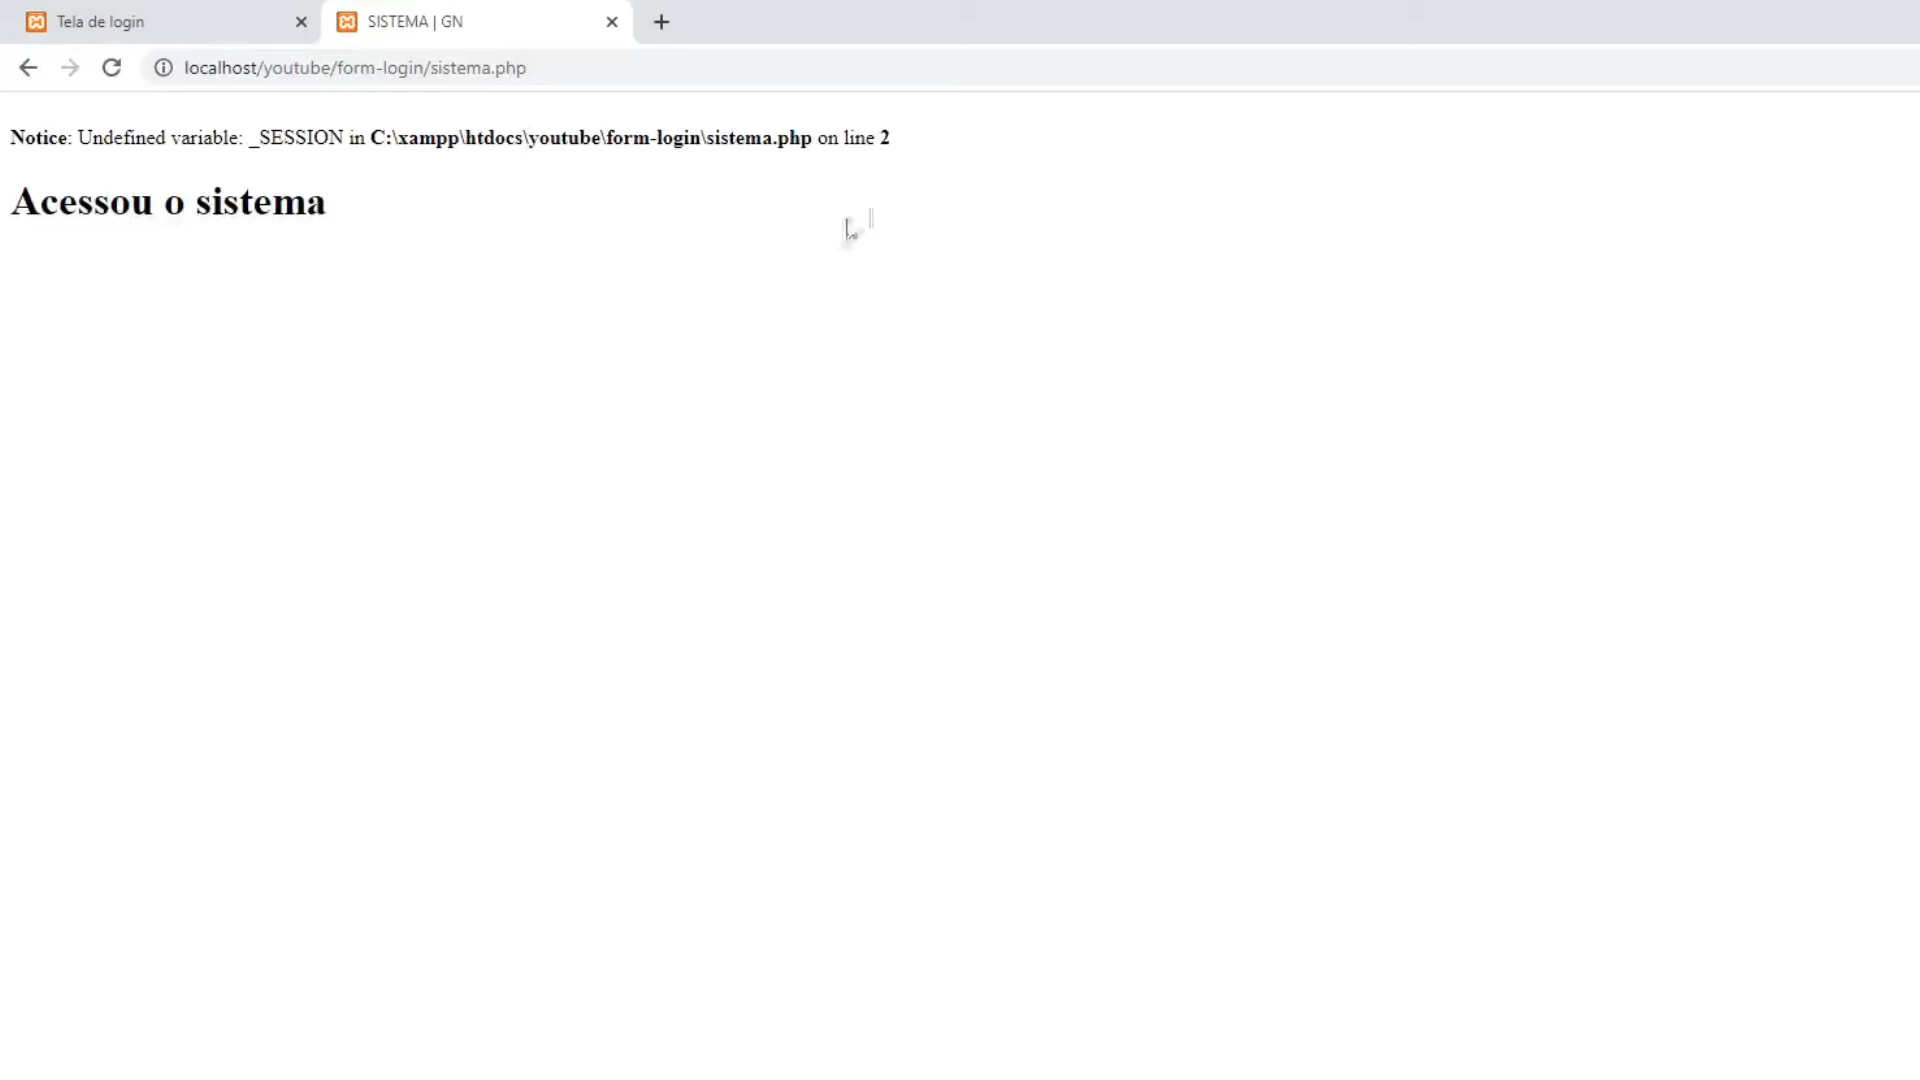 Tela de login
SISTEMA | GN
localhost/youtube/form-login/sistema.php
Notice: Undefined variable: _SESSION in C:\xampp\htdocs\youtube\form-login\sistema.php on line 2
Acessou o sistema